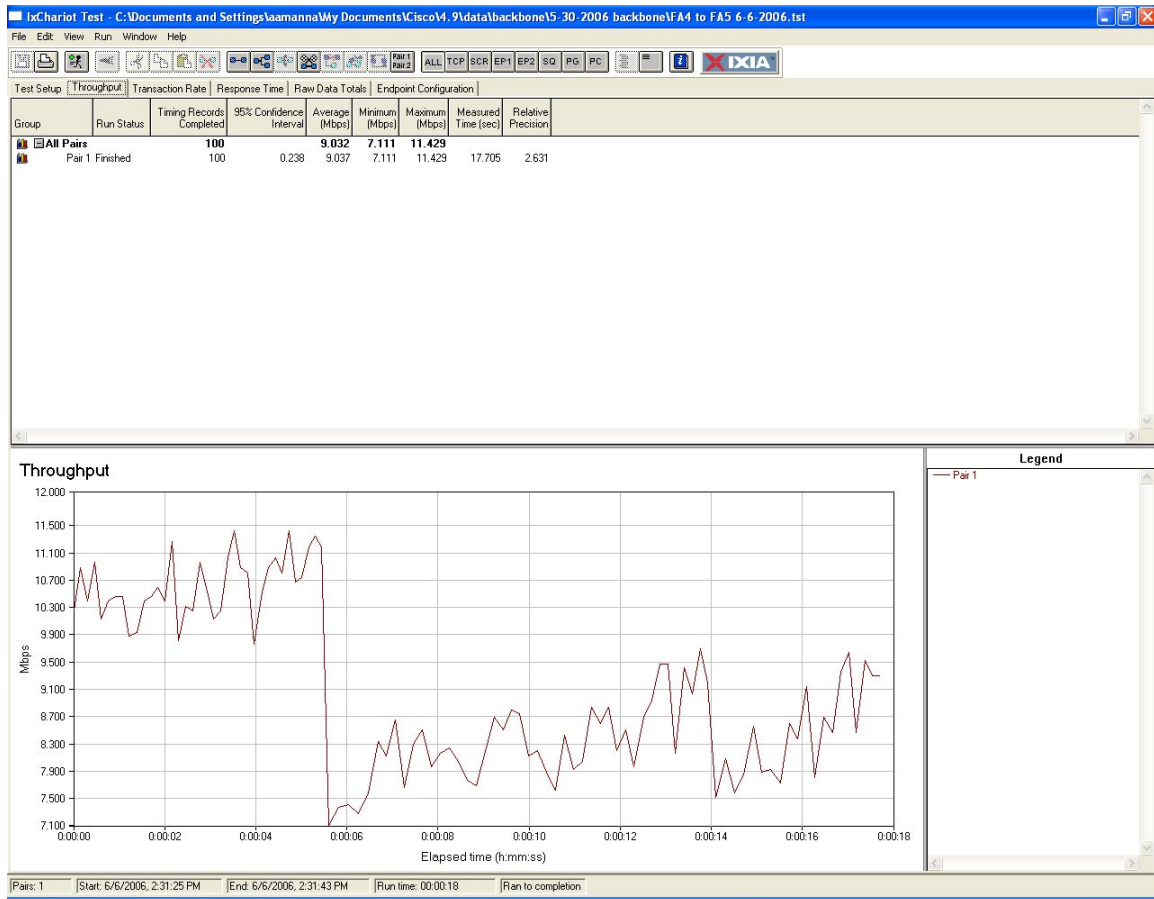 IxChariot Test - C:\Documents and Settings\aamanna\My Documents\Cisco\4.9\data\backbone\5-30-2006 backbone\FA4 to FA5 6-6-2006.tst
File Edit View Run Window Help
Pair 1 Pair 2 ALL TCP SCR EP1 EP2 SQ PG PC IXIA
Test Setup Throughput Transaction Rate Response Time Raw Data Totals Endpoint Configuration
Group Run Status Timing Records Completed 95% Confidence Interval Average (Mbps) Minimum (Mbps) Maximum (Mbps) Measured Time (sec) Relative Precision
All Pairs 100 9.032 7.111 11.429
Pair 1 Finished 100 0.238 9.037 7.111 11.429 17.705 2.631
Throughput
12.000
11.500
11.100
10.700
10.300
9.900
9.500
9.100
8.700
8.300
7.900
7.500
7.100
Mbps
0:00:00 0:00:02 0:00:04 0:00:06 0:00:08 0:00:10 0:00:12 0:00:14 0:00:16 0:00:18
Elapsed time (h:mm:ss)
Legend
Pair 1
Pairs: 1 Start: 6/6/2006, 2:31:25 PM End: 6/6/2006, 2:31:43 PM Run time: 00:00:18 Ran to completion